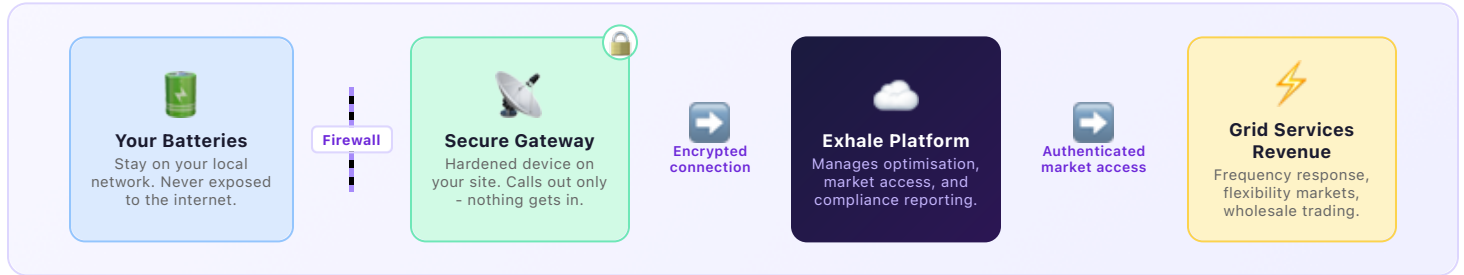 Your Batteries
Stay on your local
network. Never exposed
to the internet.
Firewall
Secure Gateway
Hardened device on
your site. Calls out only
- nothing gets in.
Encrypted
connection
Exhale Platform
Manages optimisation,
market access, and
compliance reporting.
Authenticated
market access
Grid Services
Revenue
Frequency response,
flexibility markets,
wholesale trading.